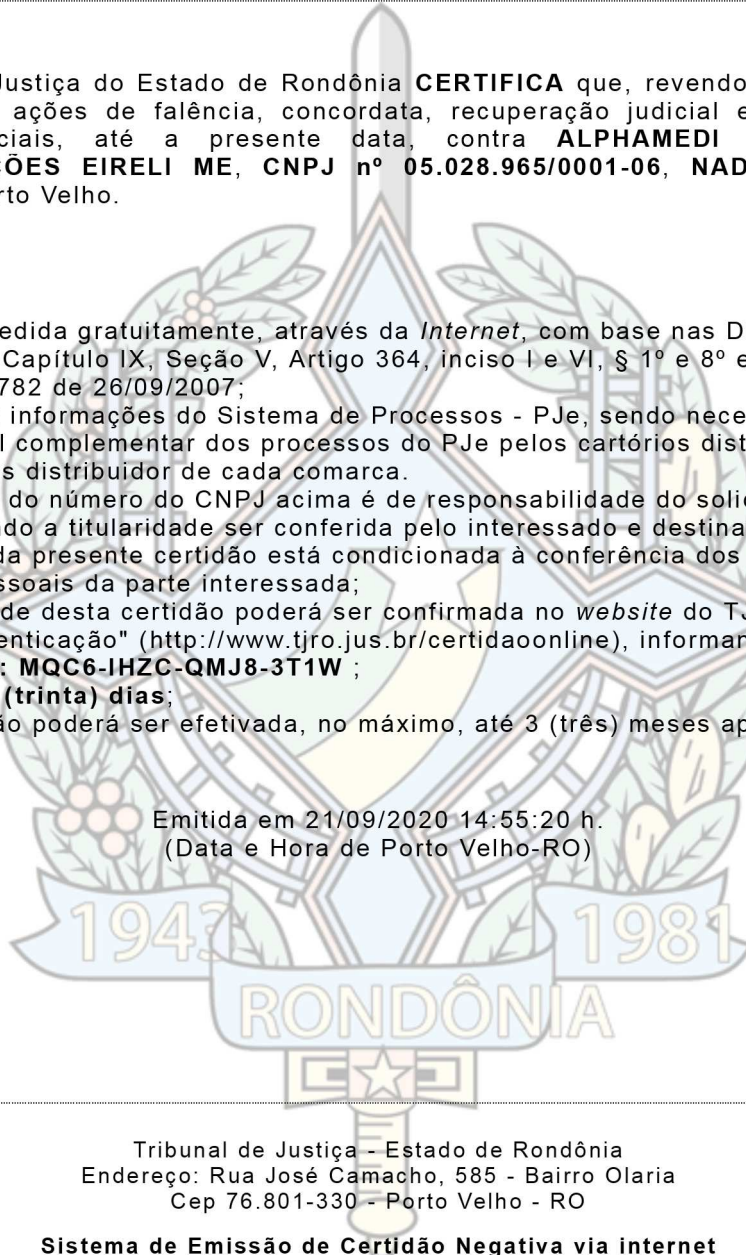 Justiça do Estado de Rondônia CERTIFICA que, revendo
ações de falência, concordata, recuperação judicial e
ciais, até a presente data, contra ALPHAMEDI
ÇÕES EIRELI ME, CNPJ nº 05.028.965/0001-06, NAD
rto Velho.
edida gratuitamente, através da Internet, com base nas D
Capítulo IX, Seção V, Artigo 364, inciso I e VI, § 1º e 8º e
782 de 26/09/2007;
informações do Sistema de Processos - PJe, sendo nece
l complementar dos processos do PJe pelos cartórios dist
s distribuidor de cada comarca.
do número do CNPJ acima é de responsabilidade do soli
ndo a titularidade ser conferida pelo interessado e destina
da presente certidão está condicionada à conferência dos
ssoais da parte interessada;
de desta certidão poderá ser confirmada no website do TJ
enticação" (http://www.tjro.jus.br/certidaoonline), informan
: MQC6-IHZC-QMJ8-3T1W ;
(trinta) dias;
ão poderá ser efetivada, no máximo, até 3 (três) meses ap
Emitida em 21/09/2020 14:55:20 h.
(Data e Hora de Porto Velho-RO)
1943 1981
RONDÔNIA
Tribunal de Justiça - Estado de Rondônia
Endereço: Rua José Camacho, 585 - Bairro Olaria
Cep 76.801-330 - Porto Velho - RO
Sistema de Emissão de Certidão Negativa via internet